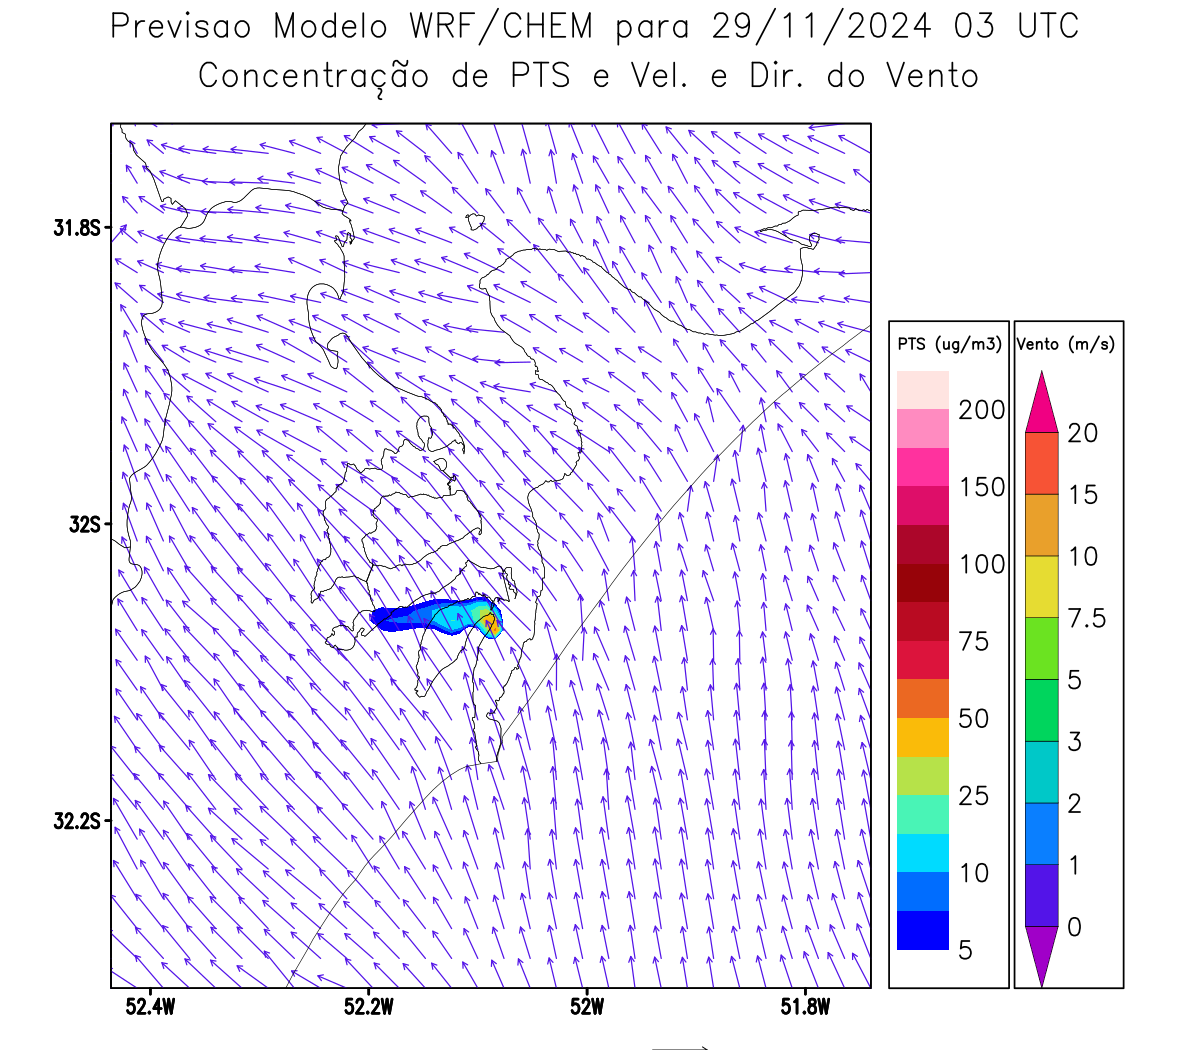 Previsao Modelo WRF/CHEM para 29/11/2024 03 UTC
Concentração de PTS e Vel. e Dir. do Vento
31.8S
32S
32.2S
52.4W
52.2W
52W
51.8W
PTS (ug/m3)
200
150
100
75
50
25
10
5
Vento (m/s)
20
15
10
7.5
5
3
2
1
0